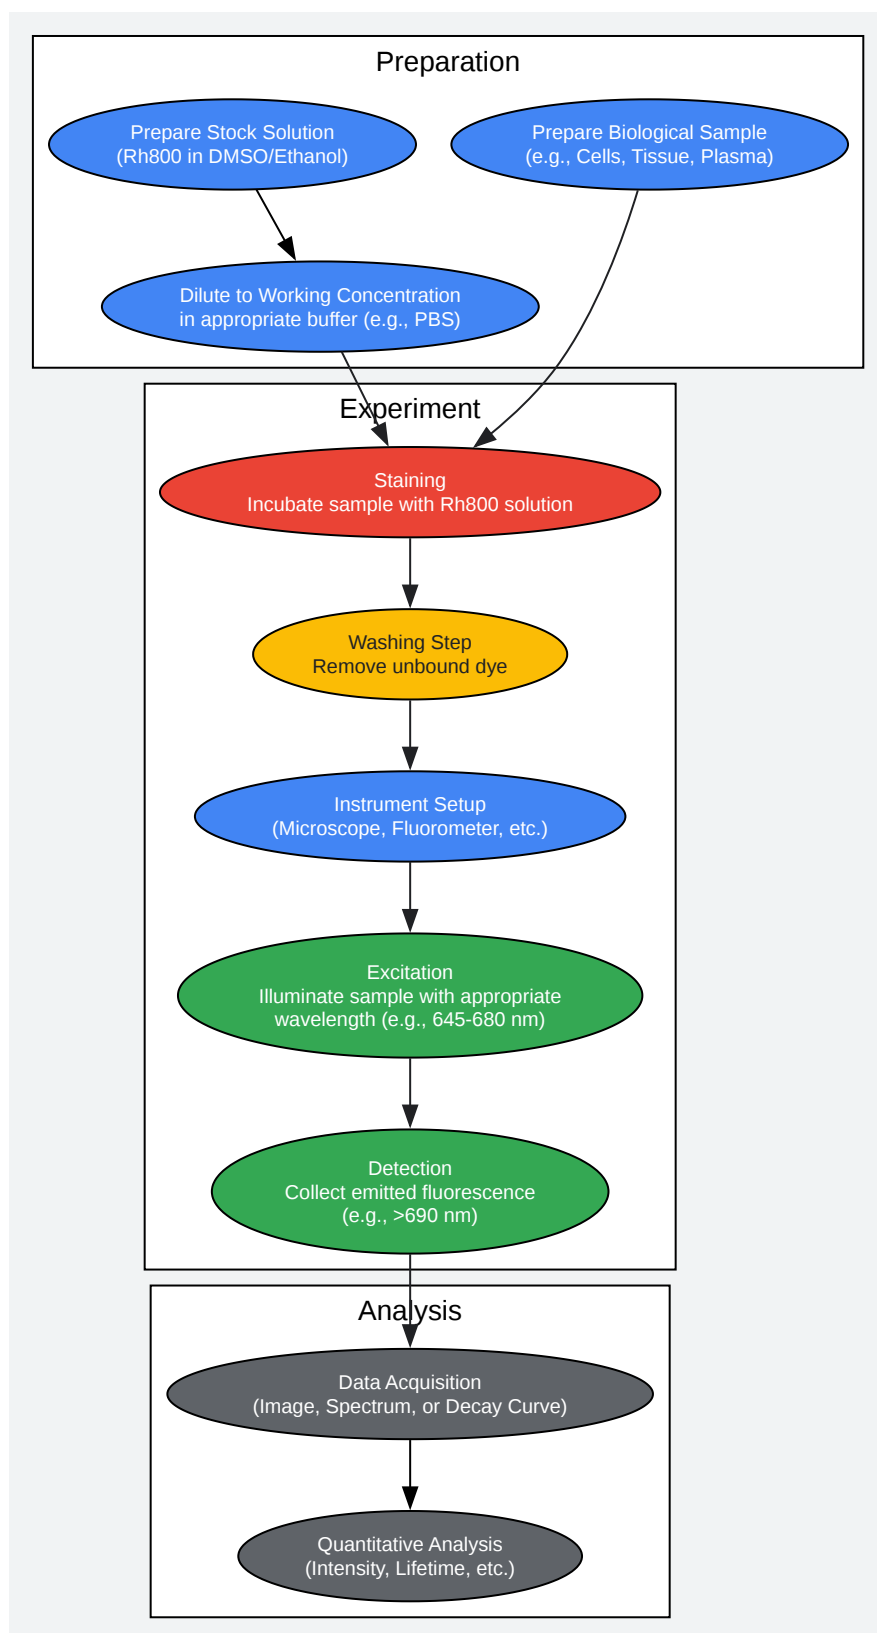 Preparation
Prepare Stock Solution
(Rh800 in DMSO/Ethanol)
Prepare Biological Sample
(e.g., Cells, Tissue, Plasma)
Dilute to Working Concentration
in appropriate buffer (e.g., PBS)
Experiment
Staining
Incubate sample with Rh800 solution
Washing Step
Remove unbound dye
Instrument Setup
(Microscope, Fluorometer, etc.)
Excitation
Illuminate sample with appropriate
wavelength (e.g., 645-680 nm)
Detection
Collect emitted fluorescence
(e.g., >690 nm)
Analysis
Data Acquisition
(Image, Spectrum, or Decay Curve)
Quantitative Analysis
(Intensity, Lifetime, etc.)